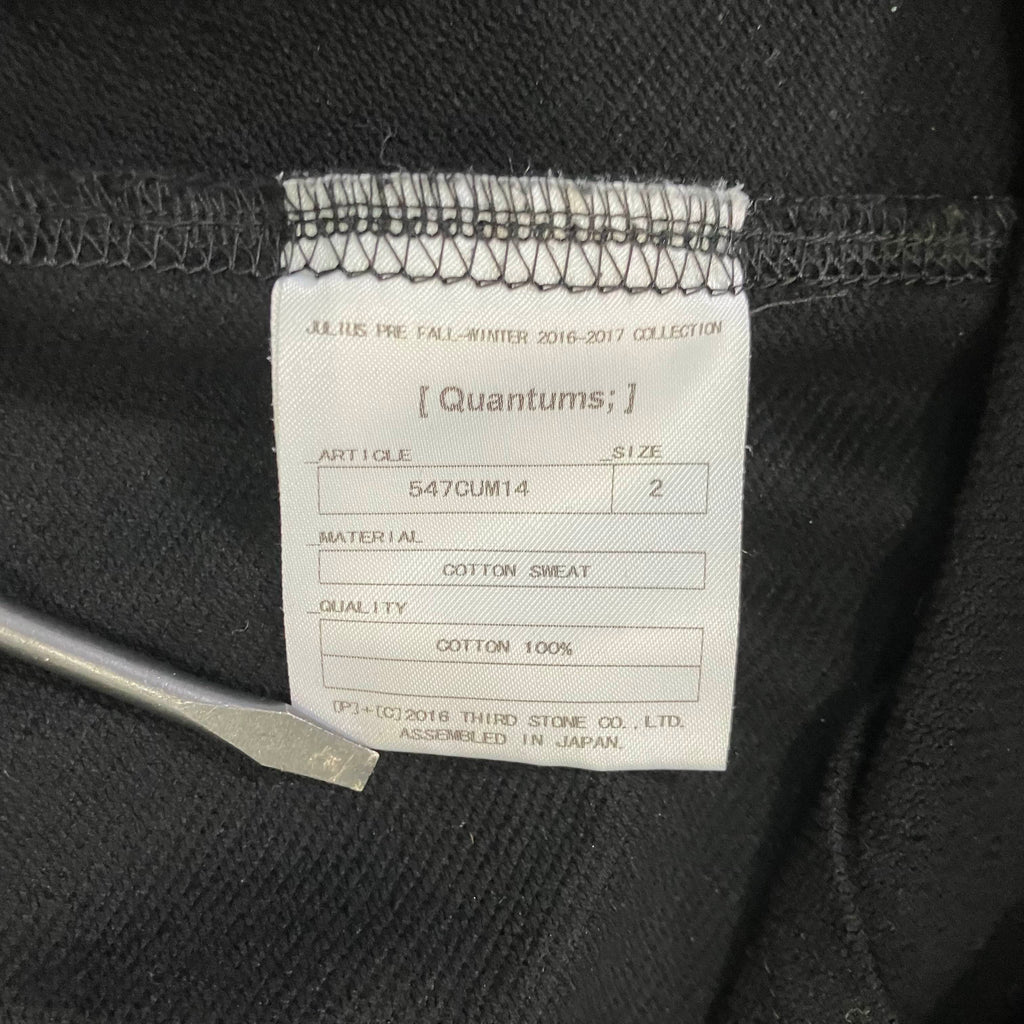 JULIUS PRE FALL-WINTER 2016-2017 COLLECTION
[ Quantums; ]
_ARTICLE _SIZE
547CUM14 2
_MATERIAL
COTTON SWEAT
_QUALITY
COTTON 100%
[P]+[C]2016 THIRD STONE CO.,LTD.
ASSEMBLED IN JAPAN.